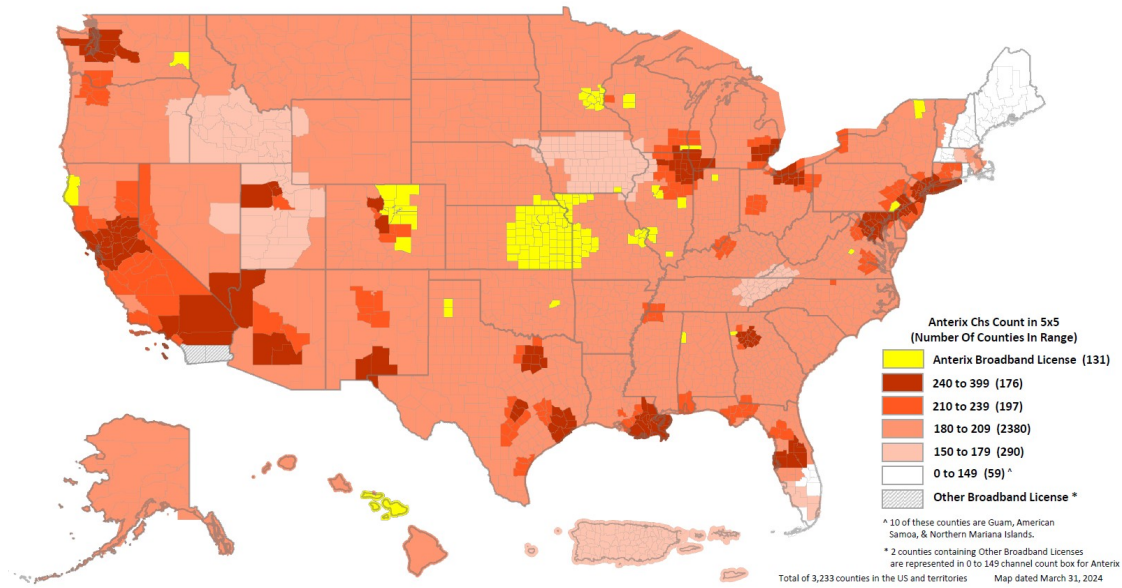 Anterix Chs Count in 5x5
(Number Of Counties In Range)
Anterix Broadband License (131)
240 to 399 (176)
210 to 239 (197)
180 to 209 (2380)
150 to 179 (290)
0 to 149 (59) ^
Other Broadband License *
^ 10 of these counties are Guam, American
Samoa, & Northern Mariana Islands.
* 2 counties containing Other Broadband Licenses
are represented in 0 to 149 channel count box for Anterix
Total of 3,233 counties in the US and territories Map dated March 31, 2024